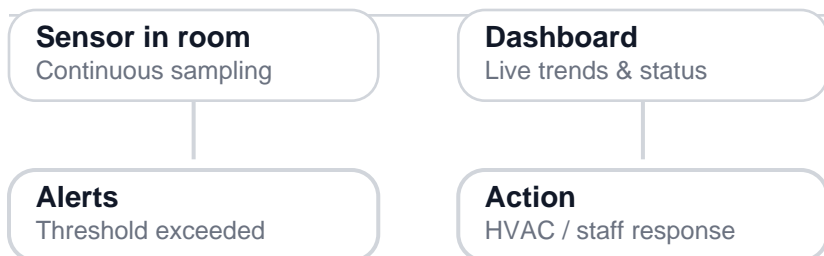 Sensor in room
Continuous sampling
Dashboard
Live trends & status
Alerts
Threshold exceeded
Action
HVAC / staff response